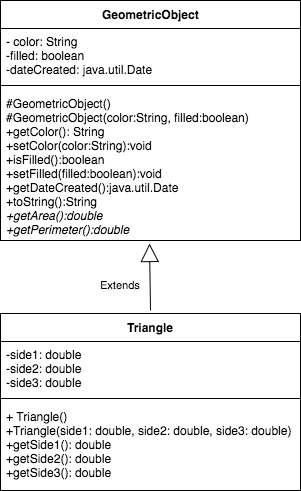 GeometricObject
- color: String
-filled: boolean
-dateCreated: java.util.Date
#GeometricObject()
#GeometricObject(color:String, filled:boolean)
+getColor(): String
+setColor(color:String):void
+isFilled():boolean
+setFilled(filled:boolean):void
+getDateCreated():java.util.Date
+toString():String
+getArea():double
+getPerimeter():double
Extends
Triangle
-side1: double
-side2: double
-side3: double
+ Triangle()
+Triangle(side1: double, side2: double, side3: double)
+getSide1(): double
+getSide2(): double
+getSide3(): double